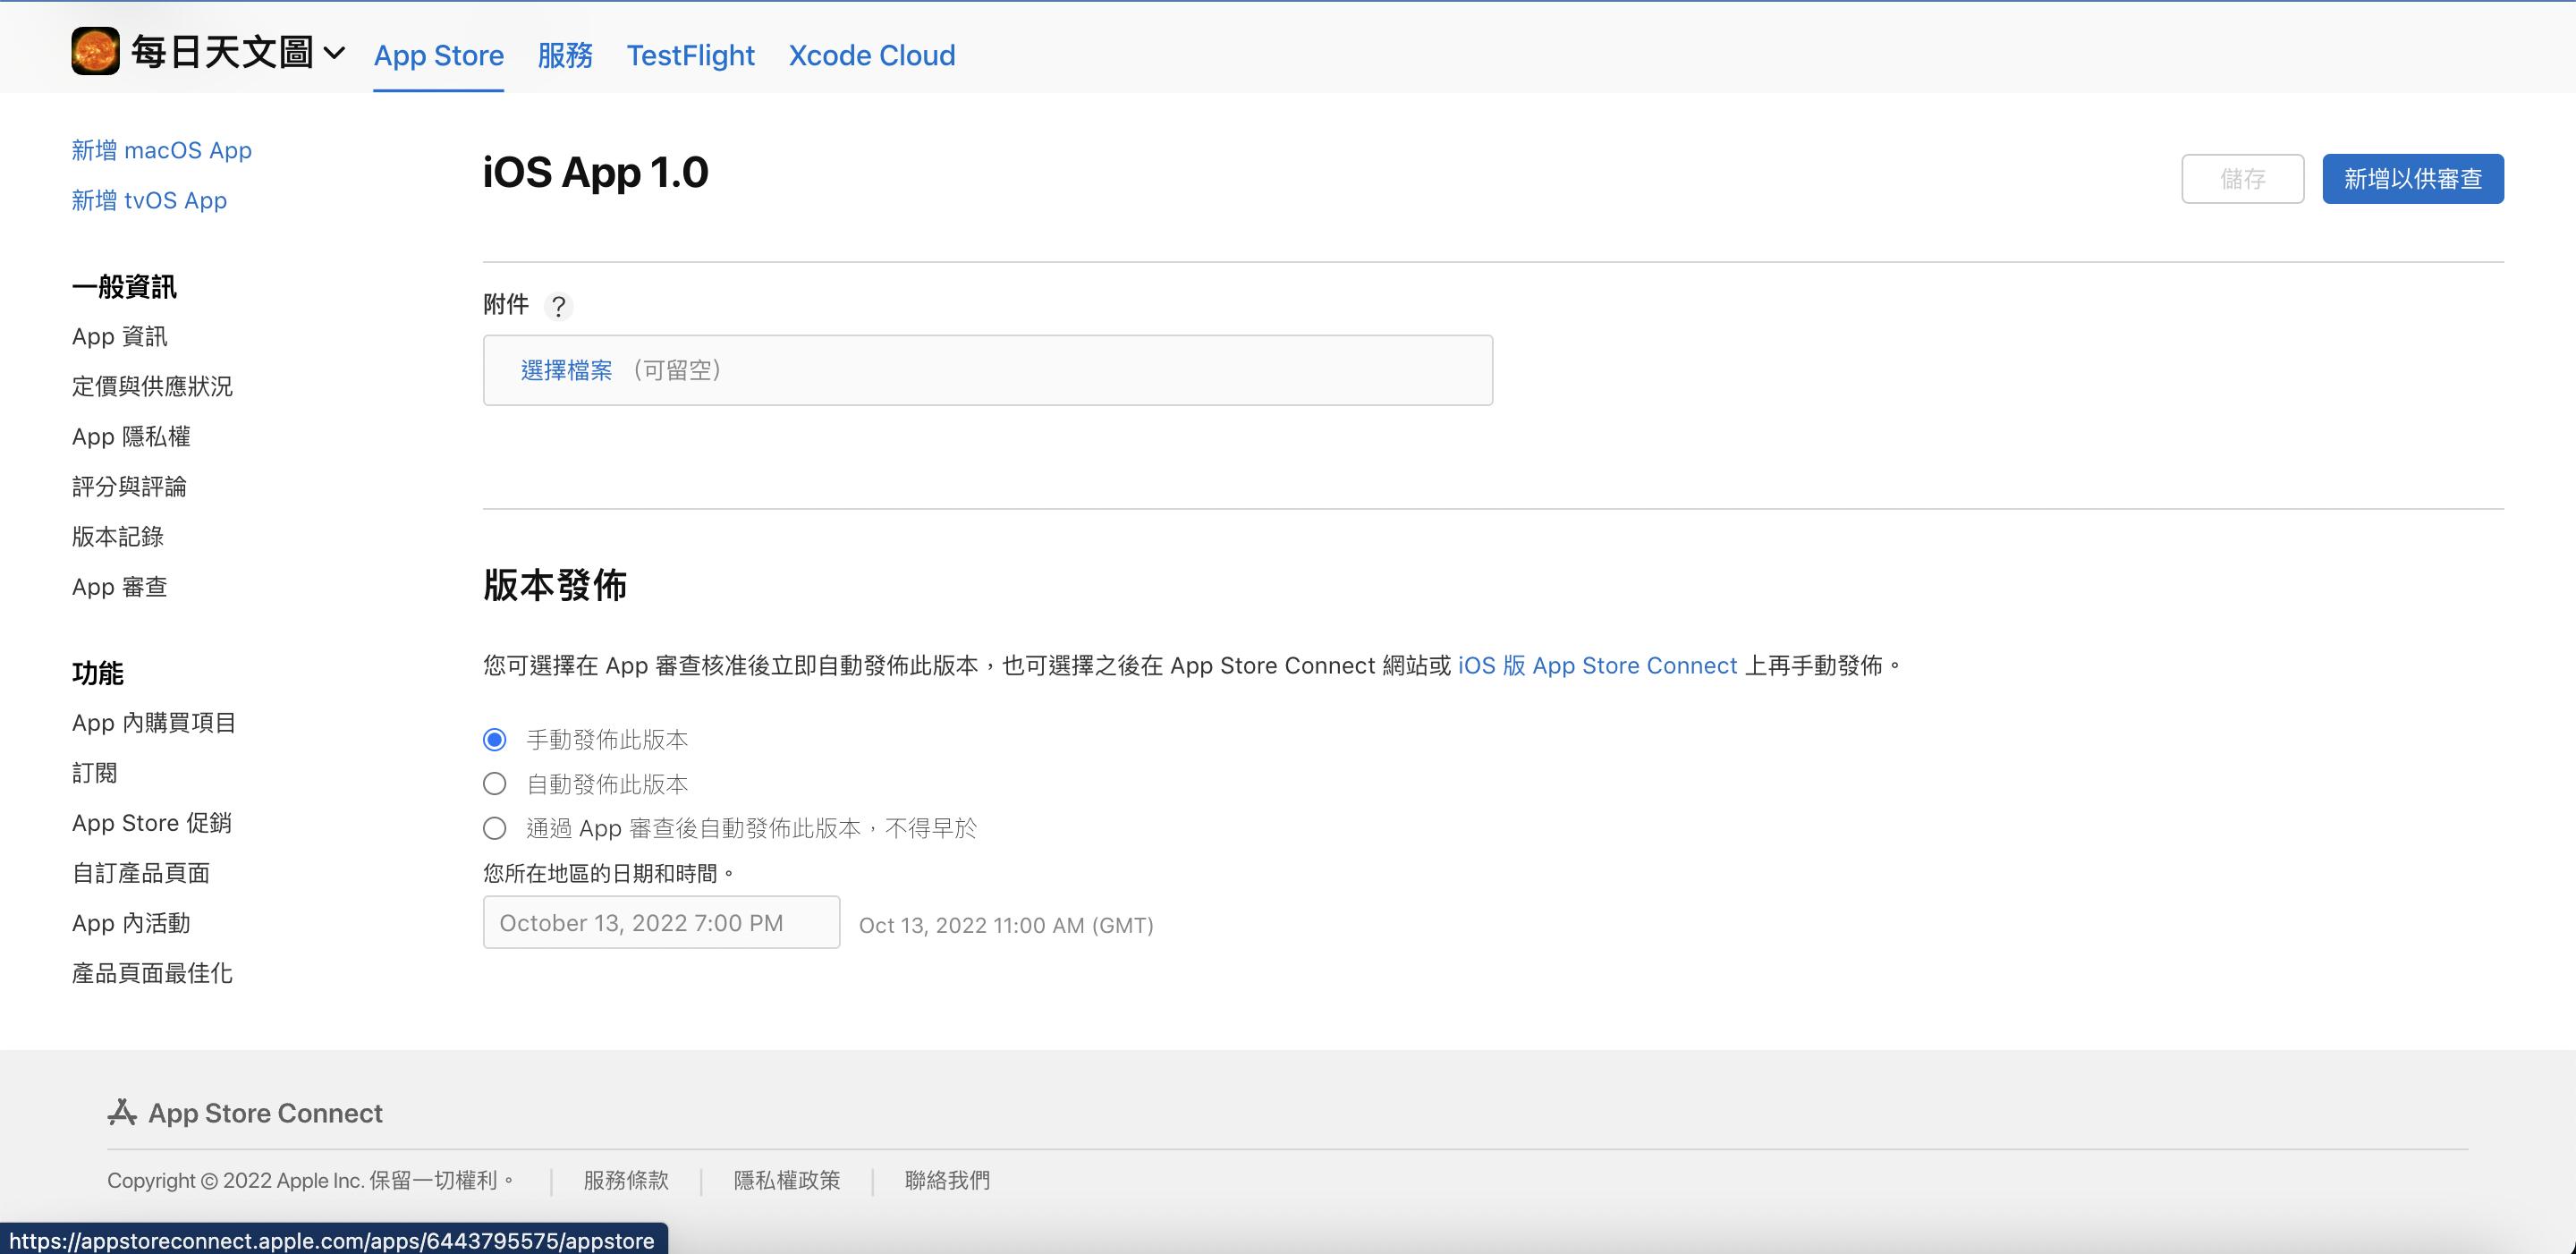 每日天文圖
App Store
服務
TestFlight
Xcode Cloud
新增 macOS App
新增 tvOS App
一般資訊
App 資訊
定價與供應狀況
App 隱私權
評分與評論
版本記錄
App 審查
功能
App 內購買項目
訂閱
App Store 促銷
自訂產品頁面
App 內活動
產品頁面最佳化
iOS App 1.0
儲存
新增以供審查
附件 ?
選擇檔案 （可留空）
版本發佈
您可選擇在 App 審查核准後立即自動發佈此版本，也可選擇之後在 App Store Connect 網站或 iOS 版 App Store Connect 上再手動發佈。
手動發佈此版本
自動發佈此版本
通過 App 審查後自動發佈此版本，不得早於
您所在地區的日期和時間。
October 13, 2022 7:00 PM
Oct 13, 2022 11:00 AM (GMT)
App Store Connect
Copyright © 2022 Apple Inc. 保留一切權利。
服務條款
隱私權政策
聯絡我們
https://appstoreconnect.apple.com/apps/6443795575/appstore